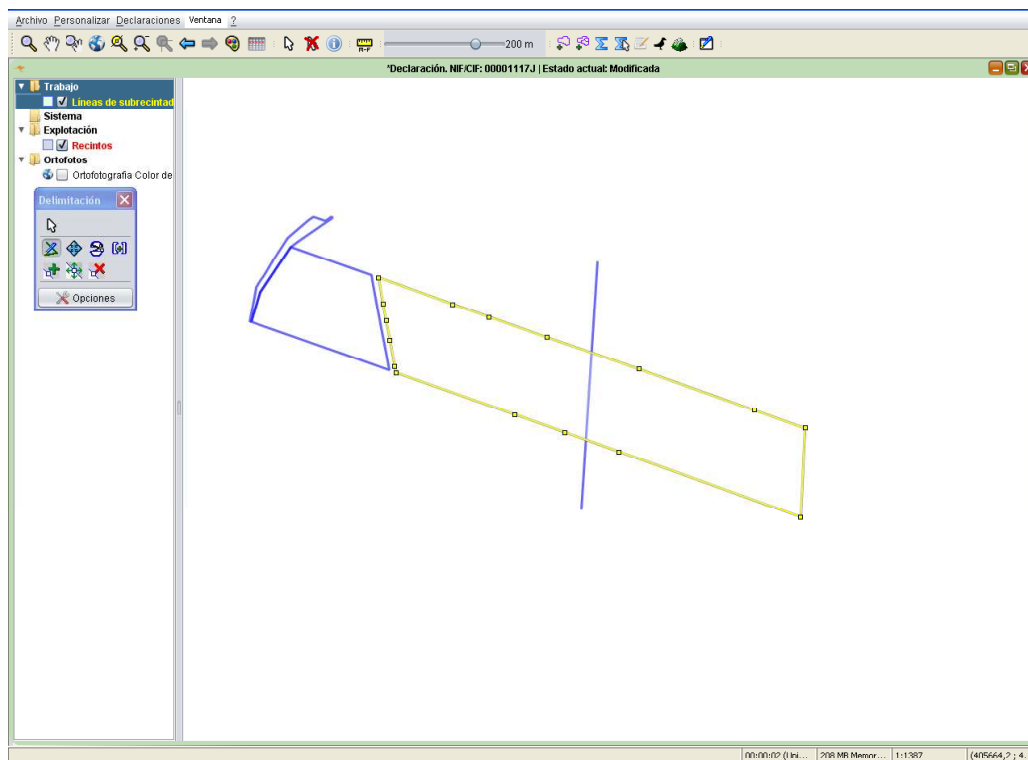 Archivo Personalizar Declaraciones Ventana ?
R-F 200 m
*Declaración. NIF/CIF: 00001117J | Estado actual: Modificada
Trabajo
Líneas de subrecintad
Sistema
Explotación
Recintos
Ortofotos
Ortofotografia Color de
Delimitación
Opciones
00:00:02 (Uni... 208 MB Memor... 1:1387 (405664,2 ; 4...